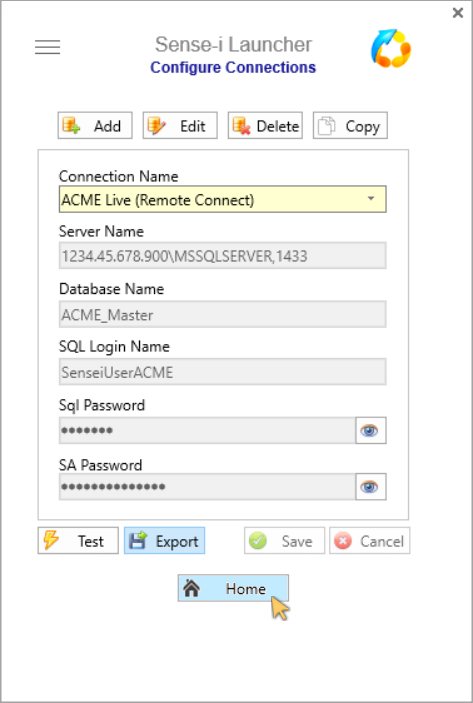 Sense-i Launcher
Configure Connections
Add Edit Delete Copy
Connection Name
ACME Live (Remote Connect)
Server Name
1234.45.678.900\MSSQLSERVER,1433
Database Name
ACME_Master
SQL Login Name
SenseiUserACME
Sql Password
•••••••
SA Password
••••••••••••••
Test Export Save Cancel
Home